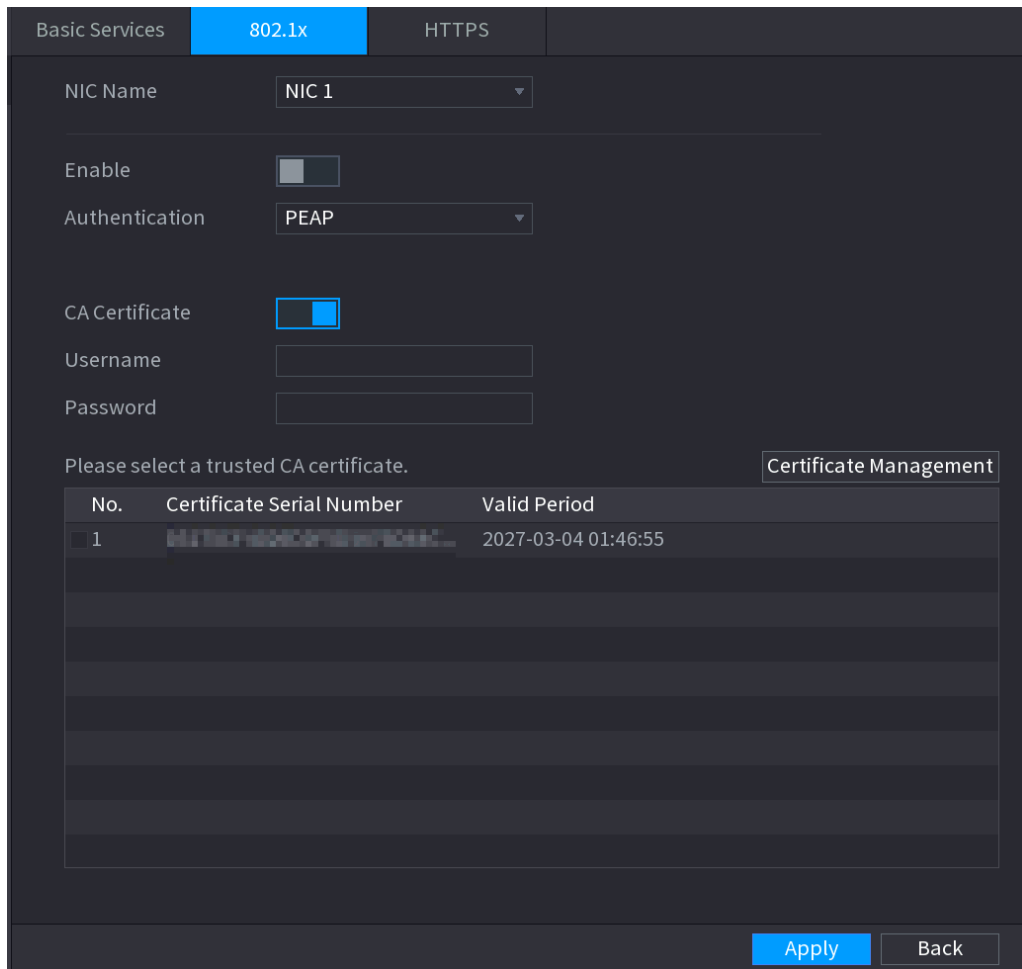 Basic Services 802.1x HTTPS
NIC Name NIC 1
Enable
Authentication PEAP
CA Certificate
Username
Password
Please select a trusted CA certificate. Certificate Management
No. Certificate Serial Number Valid Period
1 2027-03-04 01:46:55
Apply Back